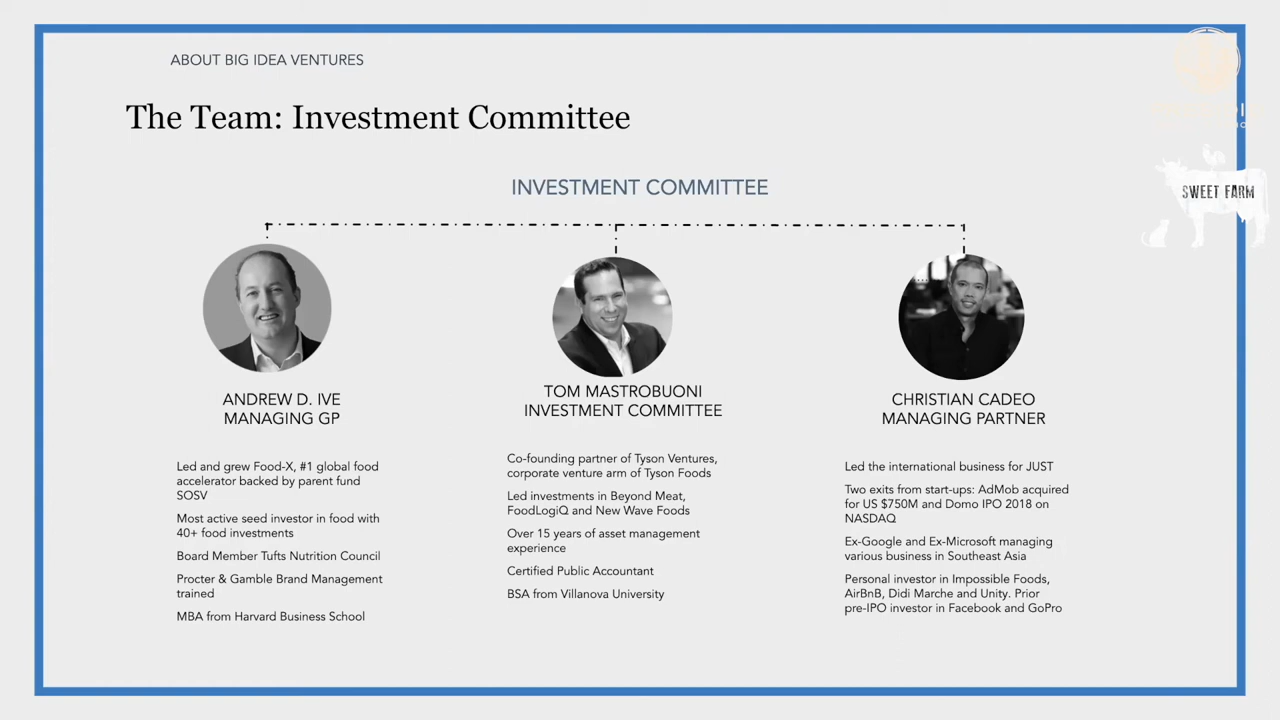 ABOUT BIG IDEA VENTURES
The Team: Investment Committee
INVESTMENT COMMITTEE
SWEET FARM
ANDREW D. IVE
MANAGING GP
Led and grew Food-X, #1 global food
accelerator backed by parent fund
SOSV
Most active seed investor in food with
40+ food investments
Board Member Tufts Nutrition Council
Procter & Gamble Brand Management
trained
MBA from Harvard Business School
TOM MASTROBUONI
INVESTMENT COMMITTEE
Co-founding partner of Tyson Ventures,
corporate venture arm of Tyson Foods
Led investments in Beyond Meat,
FoodLogiQ and New Wave Foods
Over 15 years of asset management
experience
Certified Public Accountant
BSA from Villanova University
CHRISTIAN CADEO
MANAGING PARTNER
Led the international business for JUST
Two exits from start-ups: AdMob acquired
for US $750M and Domo IPO 2018 on
NASDAQ
Ex-Google and Ex-Microsoft managing
various business in Southeast Asia
Personal investor in Impossible Foods,
AirBnB, Didi Marche and Unity. Prior
pre-IPO investor in Facebook and GoPro